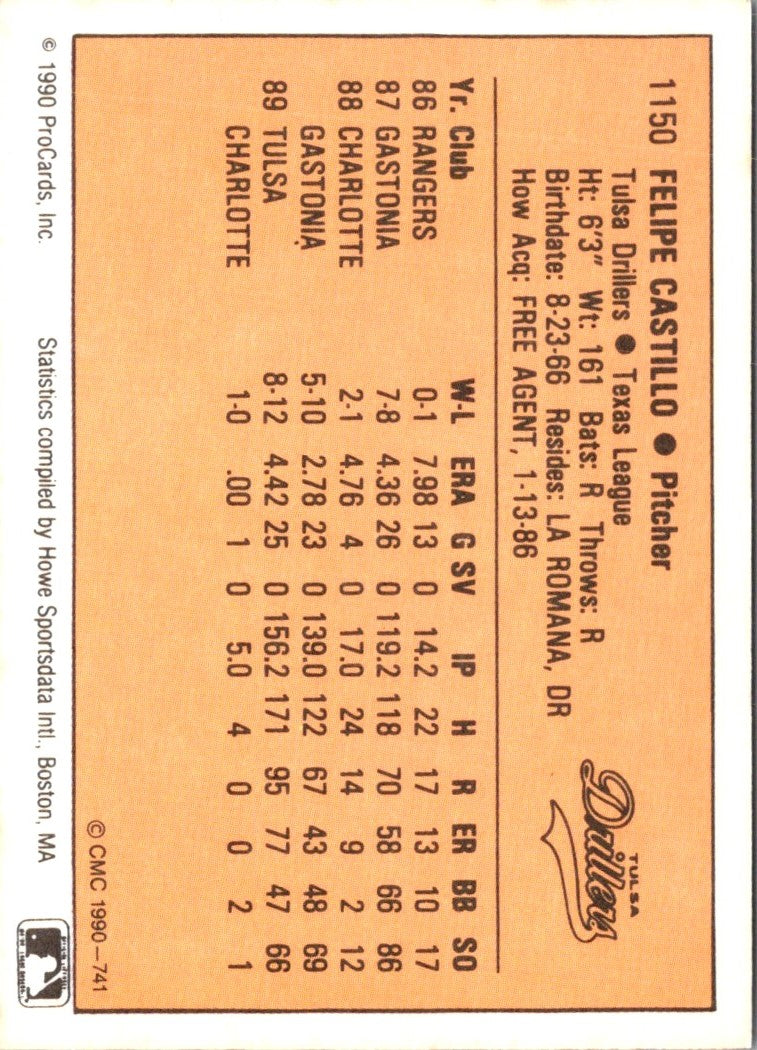 1150 FELIPE CASTILLO ● Pitcher
Tulsa Drillers ● Texas League
Ht: 6'3" Wt: 161 Bats: R Throws: R
Birthdate: 8-23-66 Resides: LA ROMANA, DR
How Acq: FREE AGENT, 1-13-86
TULSA
Drillers
Yr. Club W-L ERA G SV IP H R ER BB SO
86 RANGERS 0-1 7.98 13 0 14.2 22 17 13 10 17
87 GASTONIA 7-8 4.36 26 0 119.2 118 70 58 66 86
88 CHARLOTTE 2-1 4.76 4 0 17.0 24 14 9 2 12
GASTONIA 5-10 2.78 23 0 139.0 122 67 43 48 69
89 TULSA 8-12 4.42 25 0 156.2 171 95 77 47 66
CHARLOTTE 1-0 .00 1 0 5.0 4 0 0 2 1
© CMC 1990–741
© 1990 ProCards, Inc. Statistics compiled by Howe Sportsdata Intl., Boston, MA